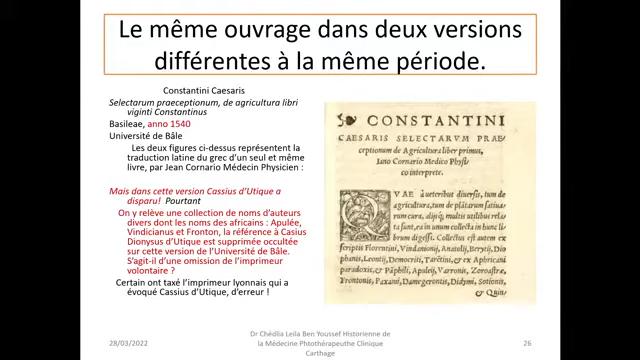 Le même ouvrage dans deux versions
différentes à la même période.
Constantini Caesaris
Selectarum praeceptionum, de agricultura libri
viginti Constantinus
Basileae, anno 1540
Université de Bâle
Les deux figures ci-dessus représentent la
traduction latine du grec d'un seul et même
livre, par Jean Cornario Médecin Physicien :
Mais dans cette version Cassius d'Utique a
disparu! Pourtant
On y relève une collection de noms d'auteurs
divers dont les noms des africains : Apulée,
Vindicianus et Fronton, la référence à Casius
Dionysus d'Utique est supprimée occultée
sur cette version de l'Université de Bâle.
S'agit-il d'une omission de l'imprimeur
volontaire ?
Certain ont taxé l'imprimeur lyonnais qui a
évoqué Cassius d'Utique, d'erreur !
CONSTANTINI
CAESARIS SELECTARVM PRAE⸗
ceptionum de Agricultura liber primus,
Iano Cornario Medico Physi⸗
co interprete.
QVAE à ueteribus diuersis, tum de
agricultura, tum de plātarum satiua⸗
rum cura, alijsq; multis utilibus rela⸗
ta sunt, ea in unum collecta in hunc li⸗
brum digessi. Collectus est autem ex
scriptis Florentini, Vindanionij, Anatolij, Berytij, Dio
phanis, Leontij, Democriti, Tarētini, & ex Aphricani
paradoxis, & Pāphili, Apuleij, Varronis, Zoroastræ,
Frontonis, Paxami, Damegerontis, Didymi, Sotionis,
& Quin⸗
28/03/2022
Dr Chédlia Leila Ben Youssef Historienne de
la Médecine Phtothérapeuthe Clinique
Carthage
26